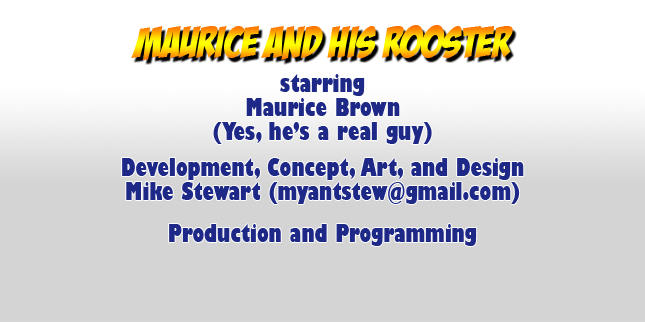 MAURICE AND HIS ROOSTER
starring
Maurice Brown
(Yes, he's a real guy)
Development, Concept, Art, and Design
Mike Stewart (myantstew@gmail.com)
Production and Programming